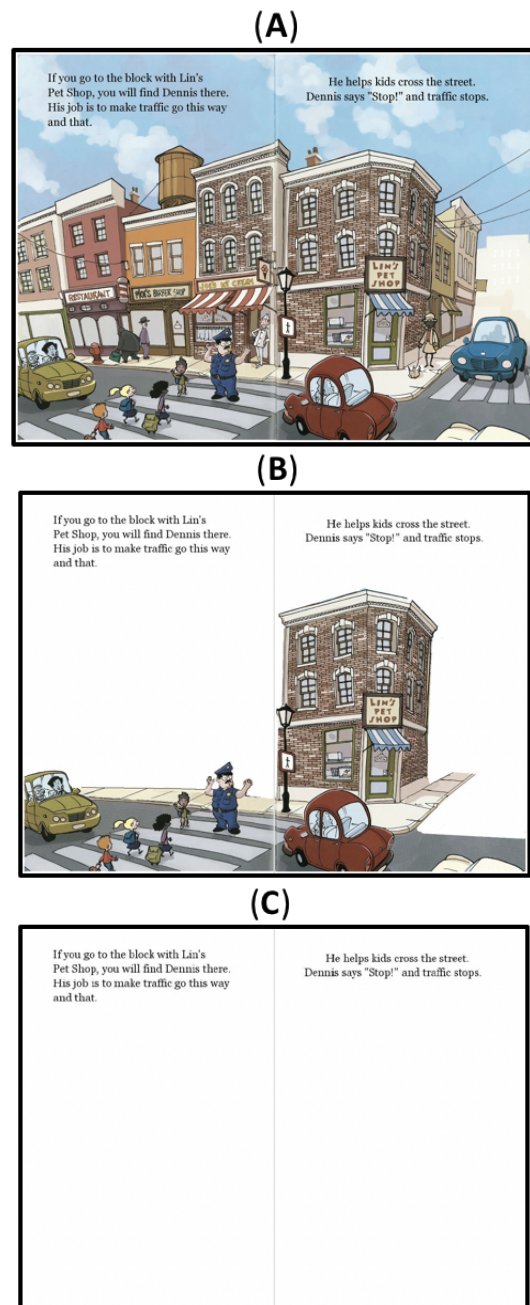 (A)
If you go to the block with Lin's
Pet Shop, you will find Dennis there.
His job is to make traffic go this way
and that.
He helps kids cross the street.
Dennis says "Stop!" and traffic stops.
RESTAURANT
BARBER SHOP
ICE CREAM
LIN'S
PET
SHOP
(B)
If you go to the block with Lin's
Pet Shop, you will find Dennis there.
His job is to make traffic go this way
and that.
He helps kids cross the street.
Dennis says "Stop!" and traffic stops.
LIN'S
PET
SHOP
(C)
If you go to the block with Lin's
Pet Shop, you will find Dennis there.
His job is to make traffic go this way
and that.
He helps kids cross the street.
Dennis says "Stop!" and traffic stops.